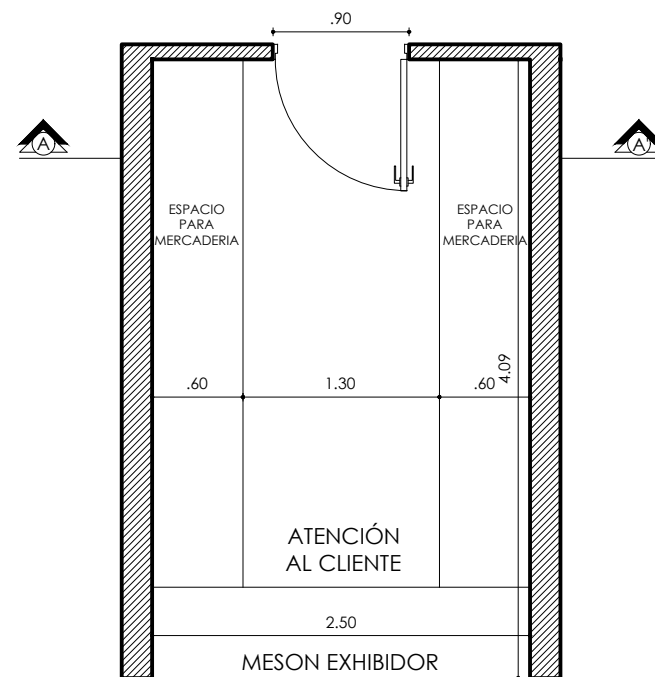 .90
A
A'
ESPACIO
PARA
MERCADERIA
ESPACIO
PARA
MERCADERIA
.60
1.30
.60
4.09
ATENCIÓN
AL CLIENTE
2.50
MESON EXHIBIDOR